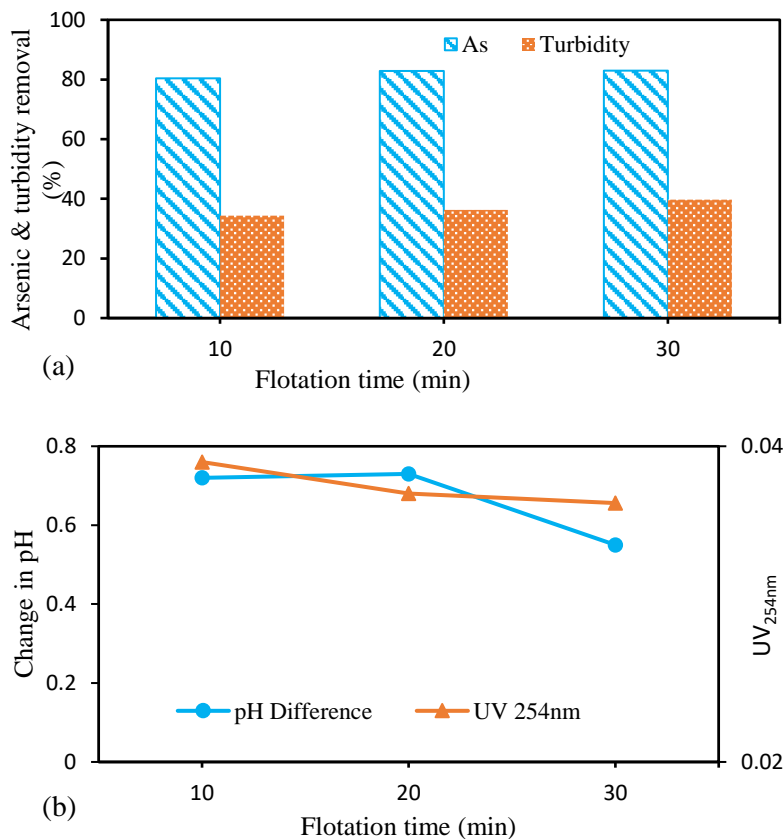 100
80
60
40
20
0
Arsenic & turbidity removal
(%)
As
Turbidity
10
20
30
(a)
Flotation time (min)
0.8
0.6
0.4
0.2
0
Change in pH
0.04
0.02
UV254nm
pH Difference
UV 254nm
10
20
30
(b)
Flotation time (min)